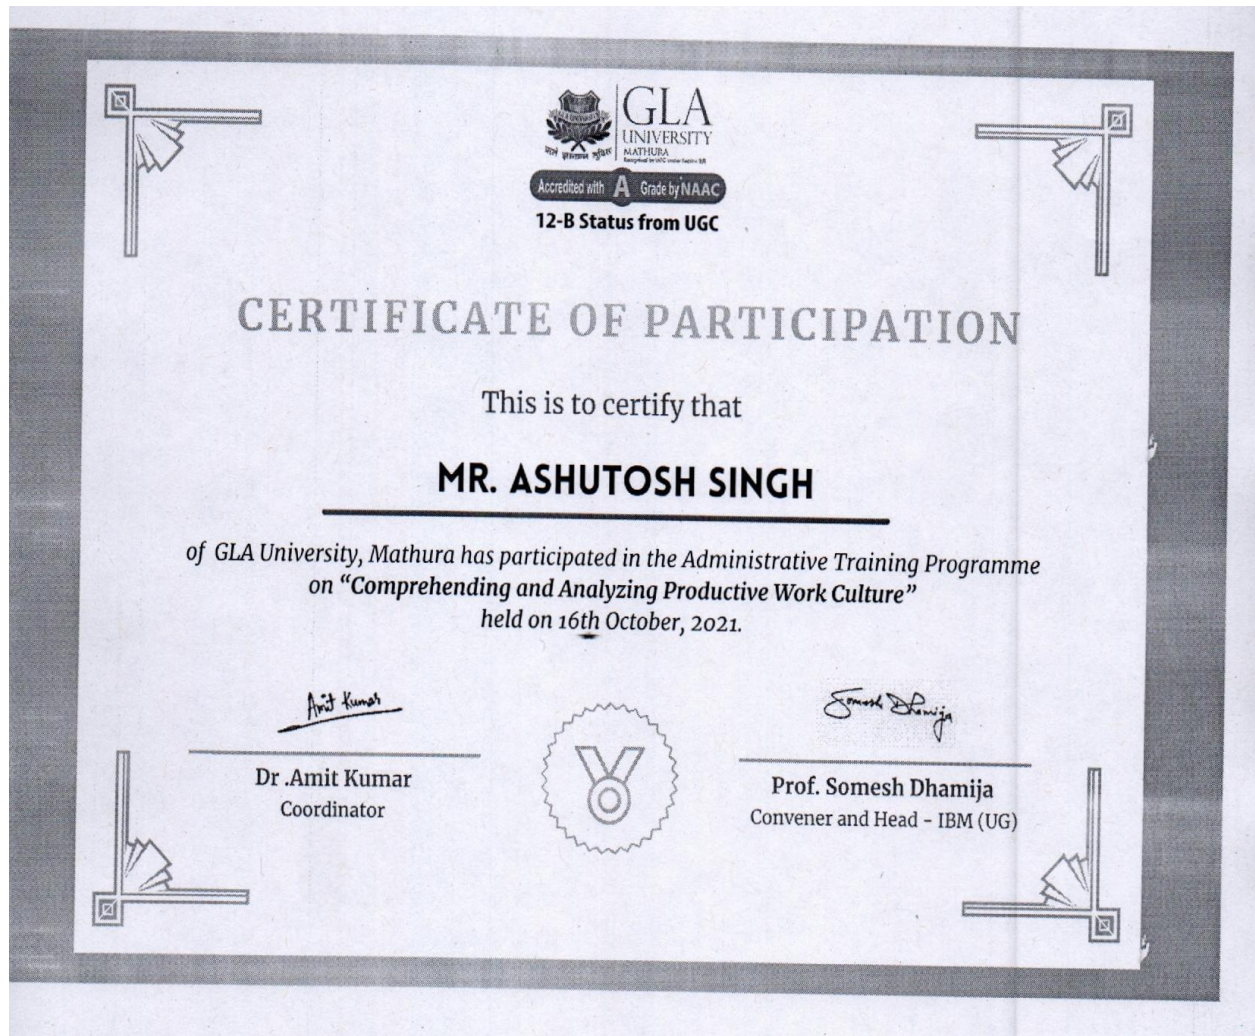 GLA
UNIVERSITY
MATHURA
Accredited with A Grade by NAAC
12-B Status from UGC
CERTIFICATE OF PARTICIPATION
This is to certify that
MR. ASHUTOSH SINGH
of GLA University, Mathura has participated in the Administrative Training Programme
on “Comprehending and Analyzing Productive Work Culture”
held on 16th October, 2021.
Amit Kumar
Somesh Dhamija
Dr .Amit Kumar
Coordinator
Prof. Somesh Dhamija
Convener and Head - IBM (UG)